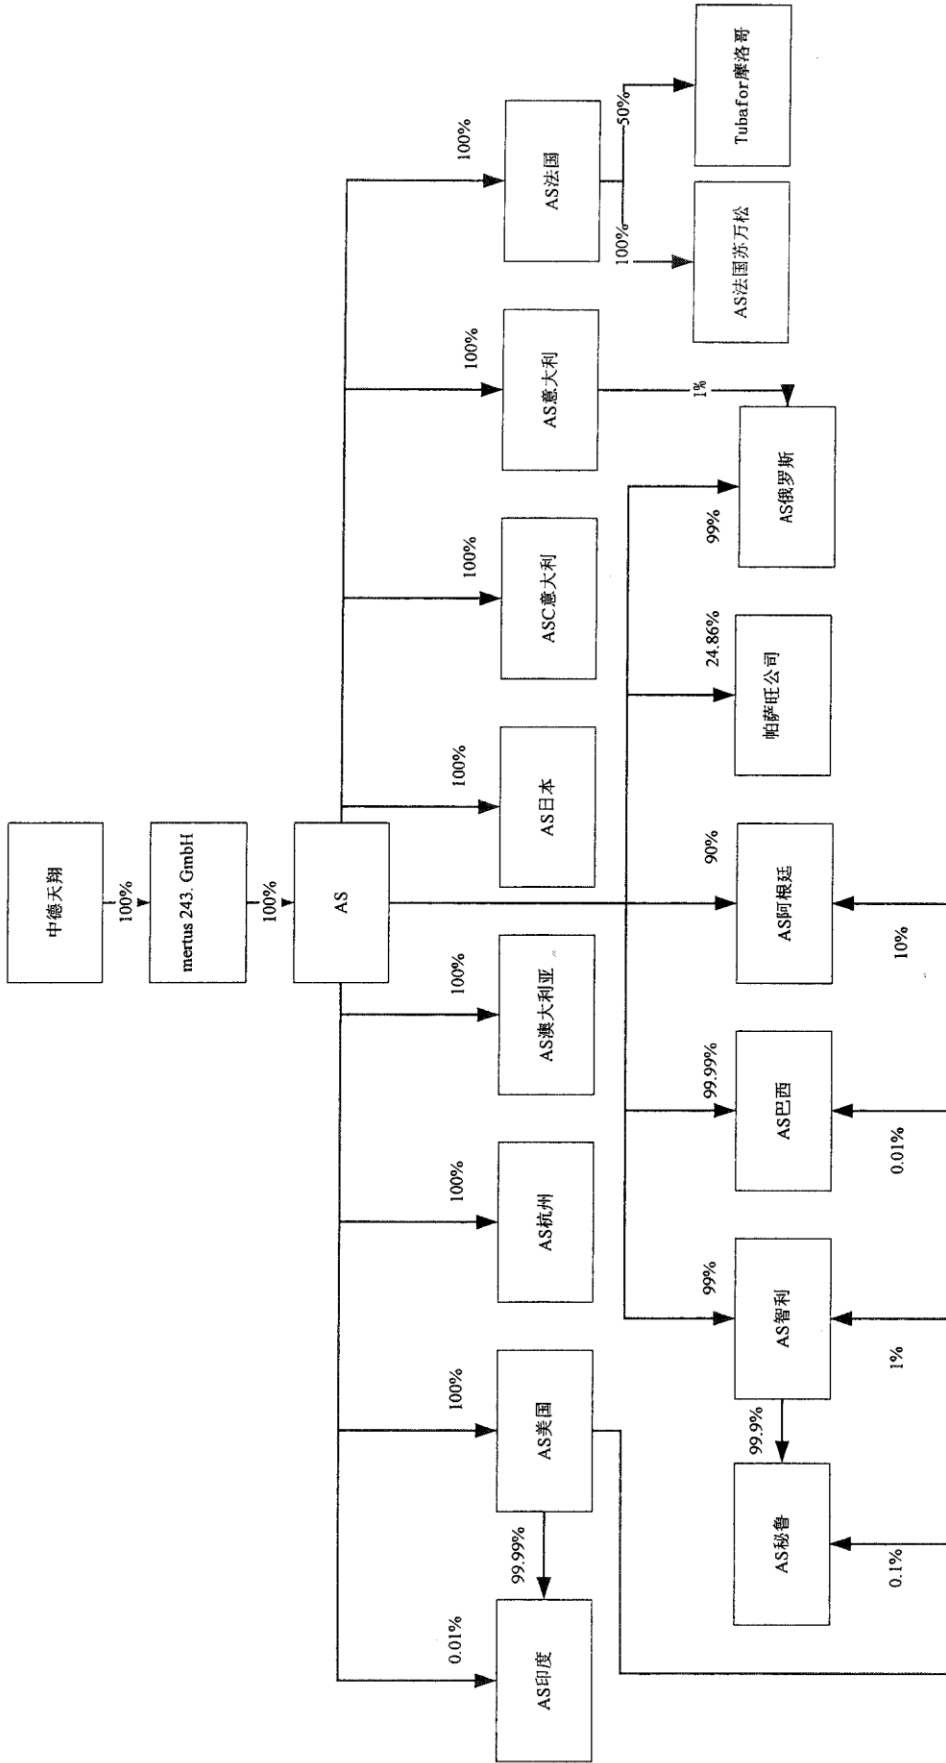 中德天翔
100%
mertus 243. GmbH
100%
AS
0.01%
100%
100%
100%
100%
100%
100%
100%
AS印度
99.99%
AS美国
AS杭州
AS澳大利亚
AS日本
ASC意大利
AS意大利
AS法国
100%
50%
1%
AS法国苏万松
Tubafor摩洛哥
99%
99.99%
90%
24.86%
99%
AS秘鲁
99.9%
AS智利
AS巴西
AS阿根廷
帕萨旺公司
AS俄罗斯
0.1%
1%
0.01%
10%